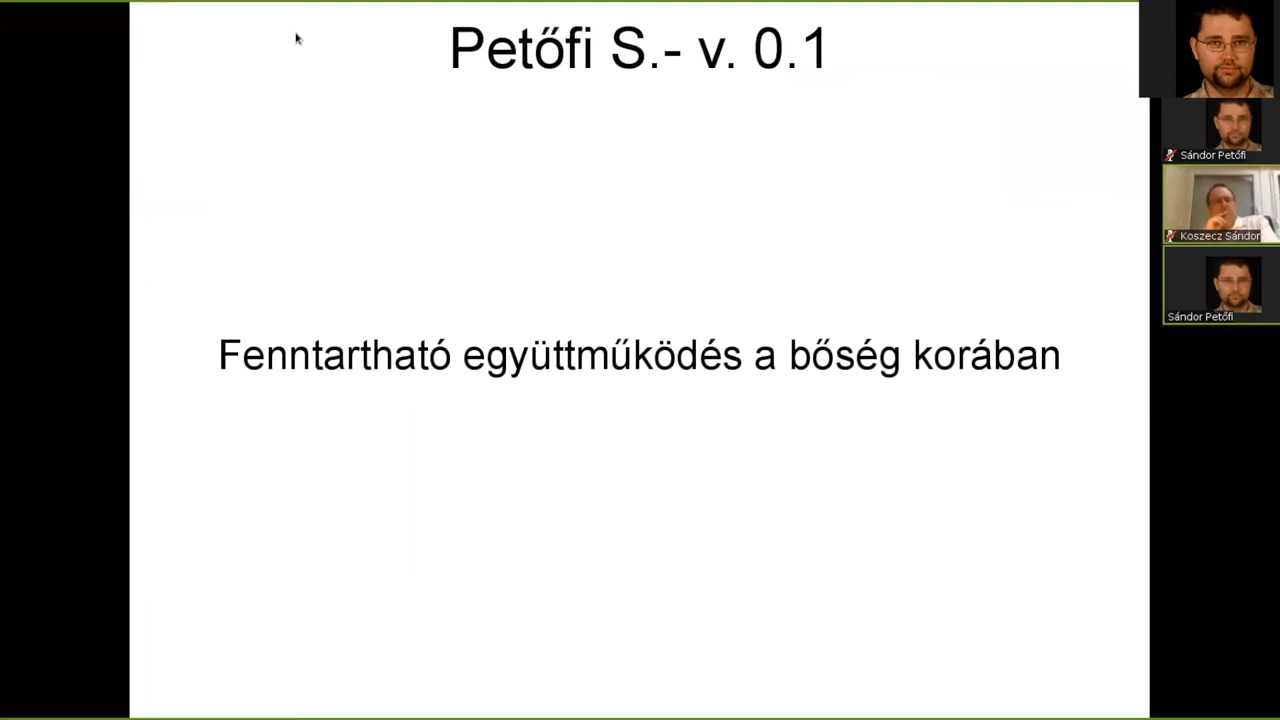 Petőfi S.- v. 0.1
Fenntartható együttműködés a bőség korában
Sándor Petőfi
Koszecz Sándor
Sándor Petőfi